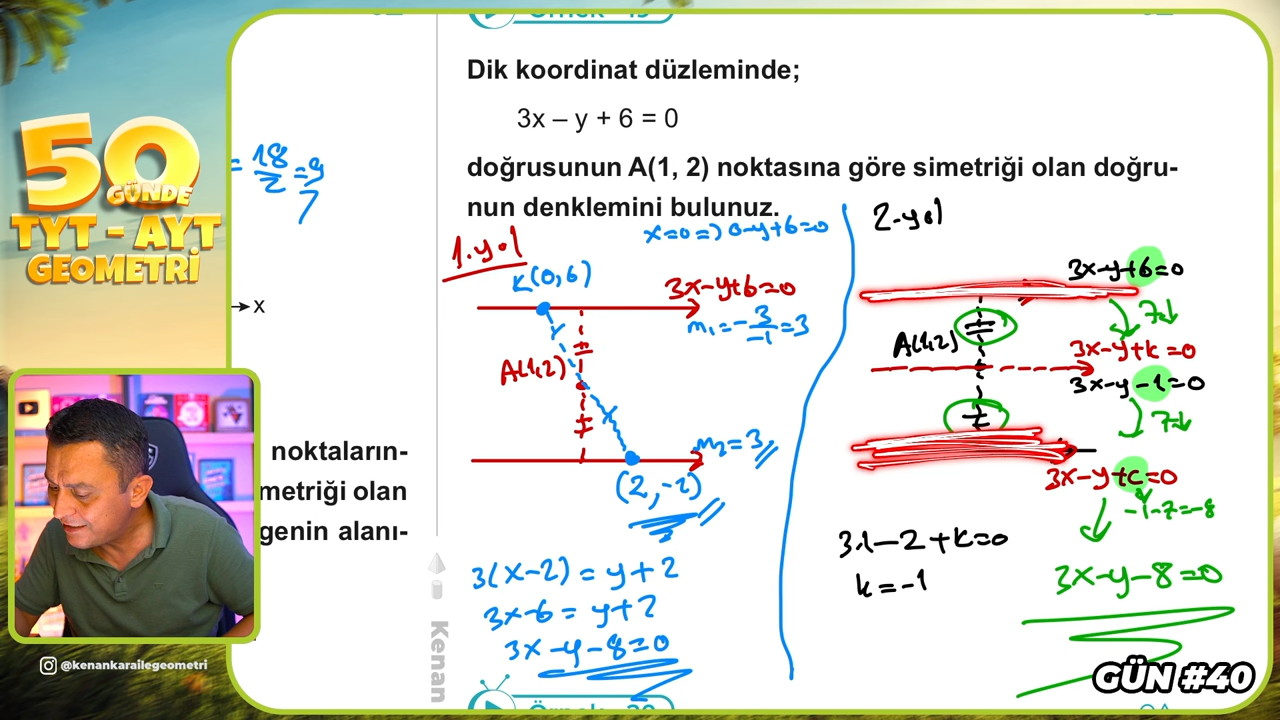 Örnek - 19
Dik koordinat düzleminde;
3x – y + 6 = 0
doğrusunun A(1, 2) noktasına göre simetriği olan doğru-
nun denklemini bulunuz.
50
GÜNDE
TYT - AYT
GEOMETRİ
= 18/2 = 9
x
noktaların-
metriği olan
genin alanı-
Kenan
x=0 => 0-y+6=0
1.yol
K(0,6)
3x-y+6=0
m₁=-3/-1=3
A(1,2)
m₂=3
(2,-2)
3(x-2)=y+2
3x-6=y+2
3x-y-8=0
2-yol
3x-y+6=0
7↓
A(1,2)
3x-y+k=0
3x-y-1=0
7↓
3x-y+c=0
-1-7=-8
3.1-2+k=0
k=-1
3x-y-8=0
@kenankarailegeometri
GÜN #40